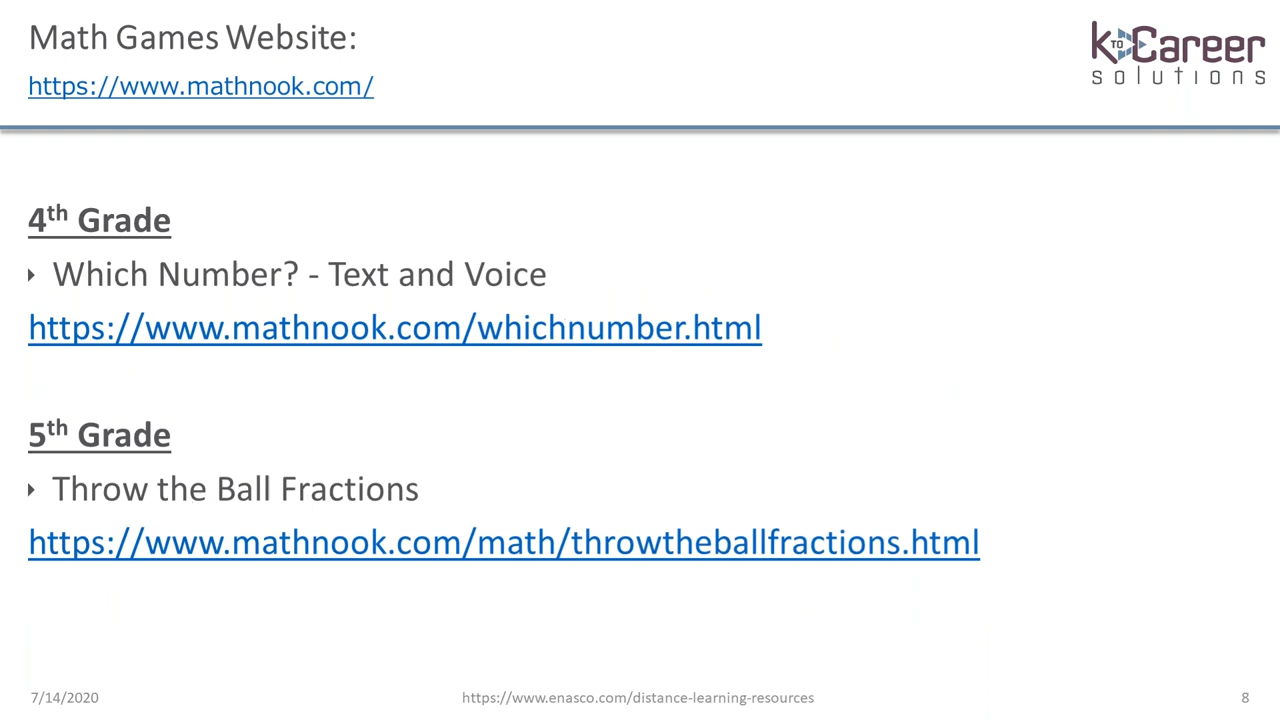 Math Games Website:
https://www.mathnook.com/
K TO Career
solutions
4th Grade
Which Number? - Text and Voice
https://www.mathnook.com/whichnumber.html
5th Grade
Throw the Ball Fractions
https://www.mathnook.com/math/throwtheballfractions.html
7/14/2020
https://www.enasco.com/distance-learning-resources
8